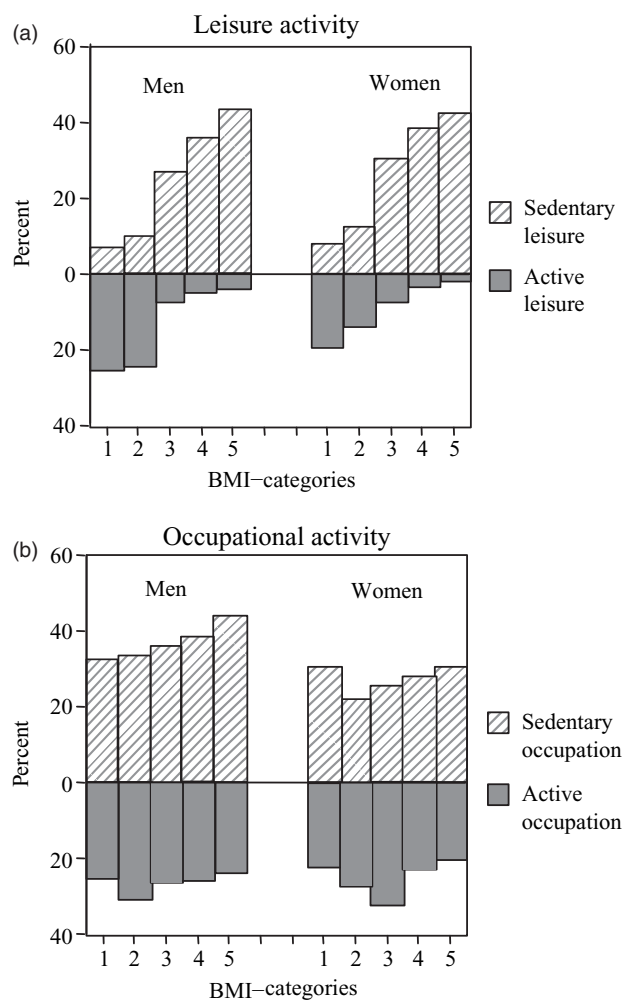 (a)
Leisure activity
60
40
20
0
20
40
Percent
Men
Women
Sedentary
leisure
Active
leisure
1 2 3 4 5 1 2 3 4 5
BMI−categories
(b)
Occupational activity
60
40
20
0
20
40
Percent
Men
Women
Sedentary
occupation
Active
occupation
1 2 3 4 5 1 2 3 4 5
BMI−categories